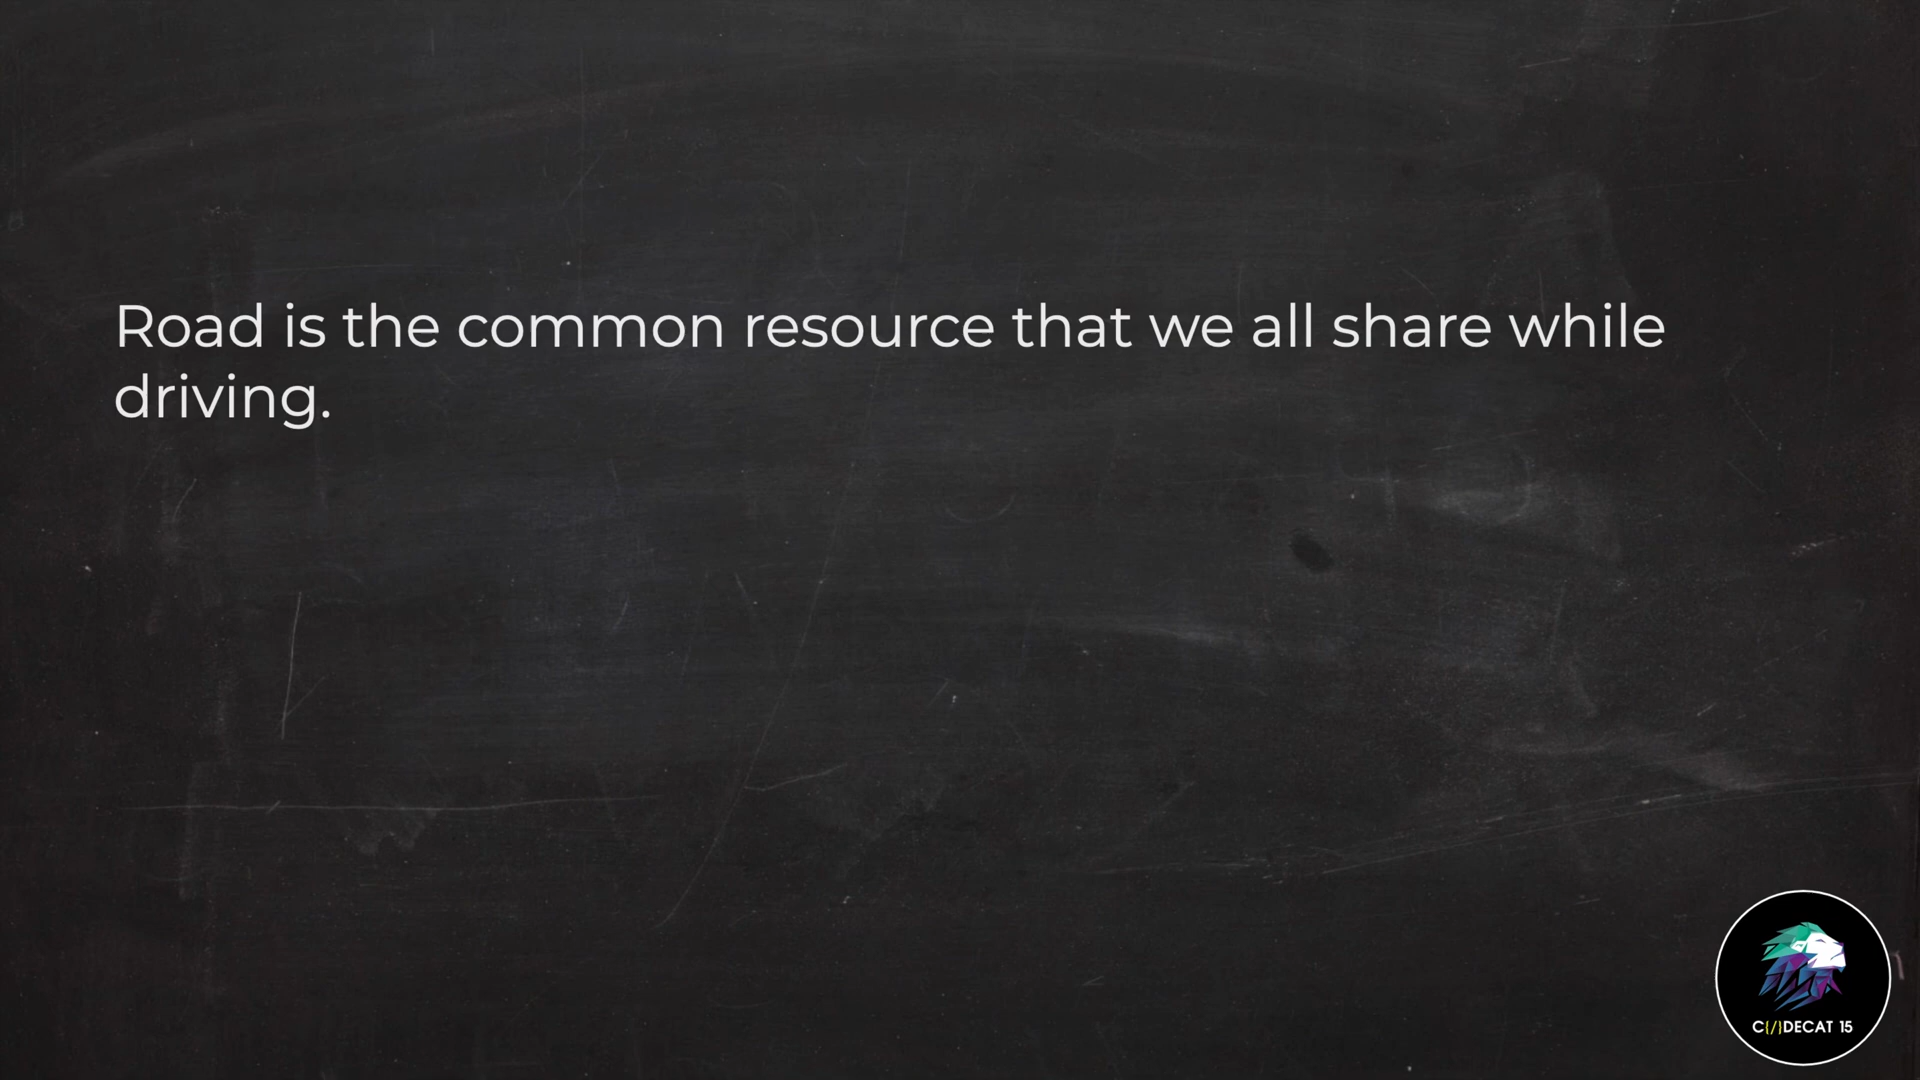 Road is the common resource that we all share while
driving.
C{/}DECAT 15